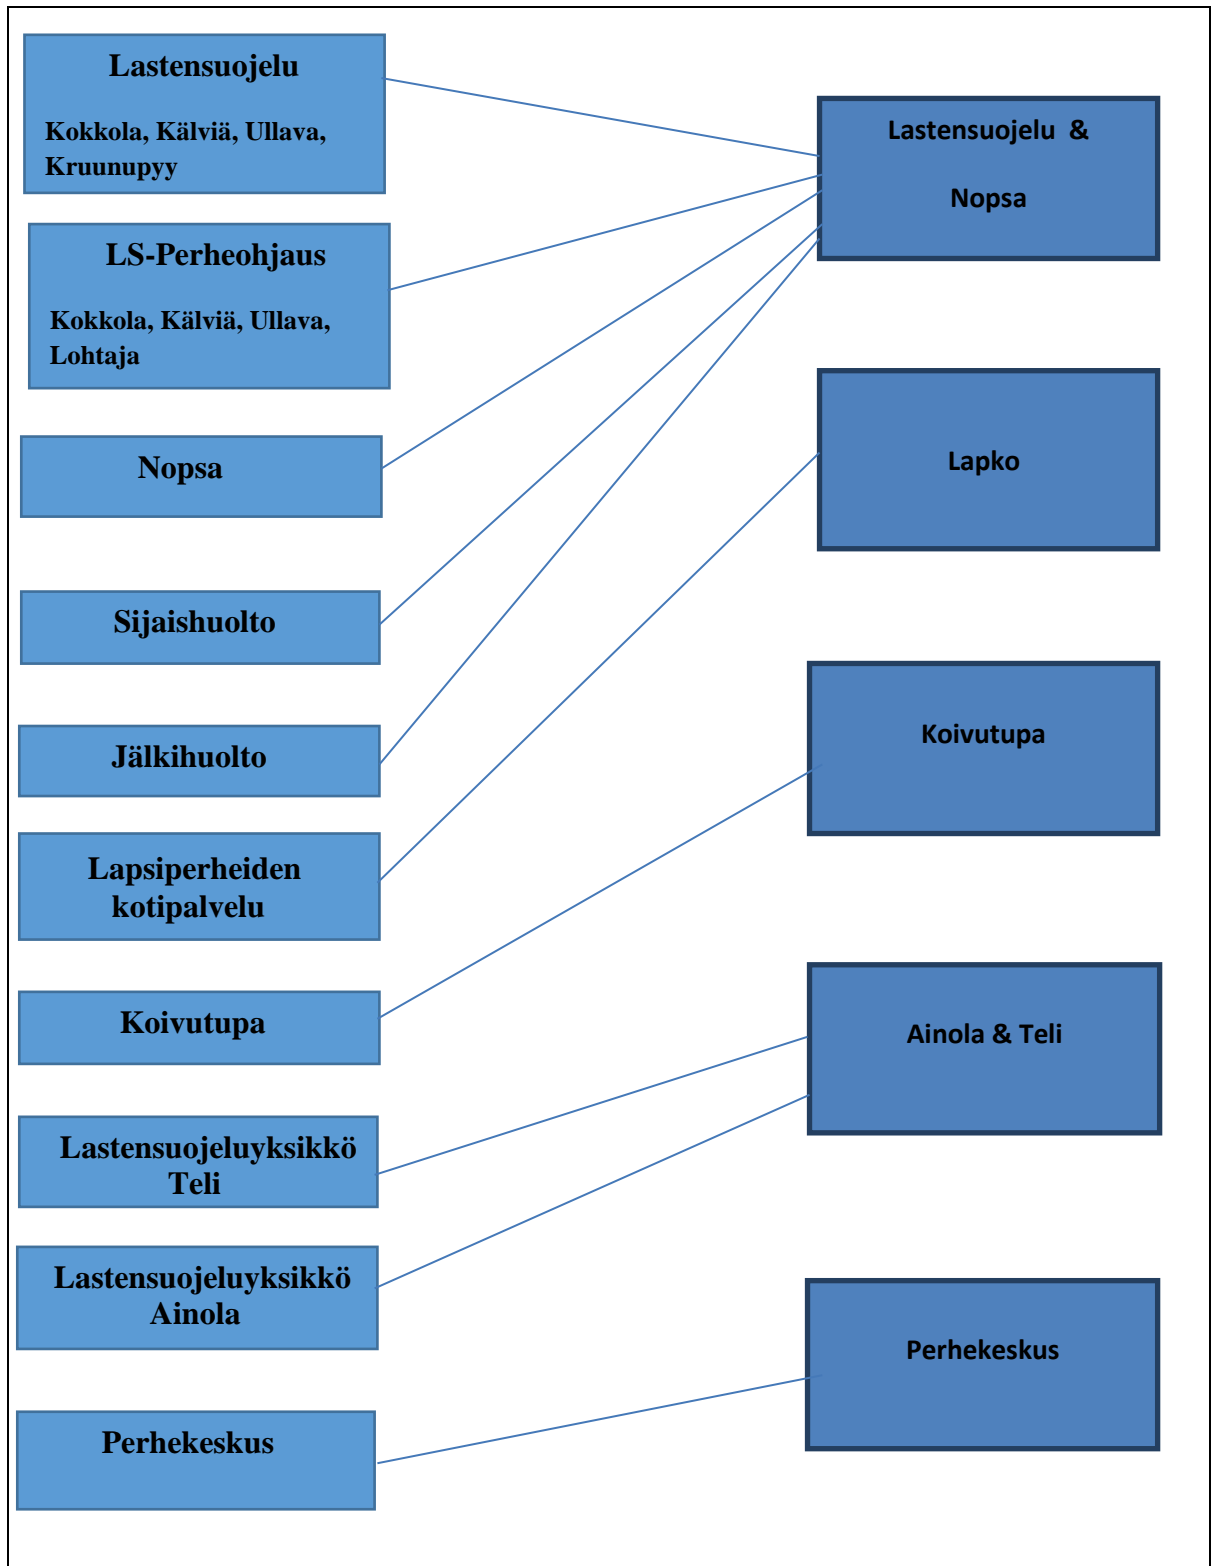 Lastensuojelu
Kokkola, Kälviä, Ullava,
Kruunupyy
LS-Perheohjaus
Kokkola, Kälviä, Ullava,
Lohtaja
Nopsa
Sijaishuolto
Jälkihuolto
Lapsiperheiden
kotipalvelu
Koivutupa
Lastensuojeluyksikkö
Teli
Lastensuojeluyksikkö
Ainola
Perhekeskus
Lastensuojelu &
Nopsa
Lapko
Koivutupa
Ainola & Teli
Perhekeskus